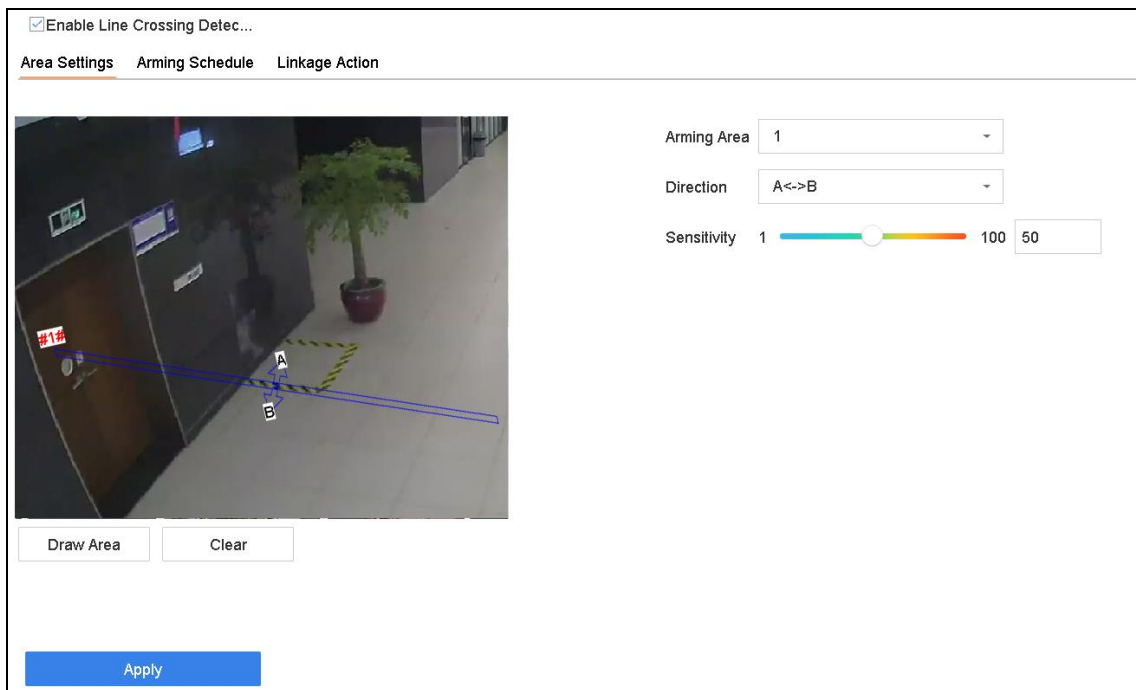 Enable Line Crossing Detec...
Area Settings Arming Schedule Linkage Action
Arming Area 1
Direction A<->B
Sensitivity 1 100 50
#1#
A
B
Draw Area Clear
Apply